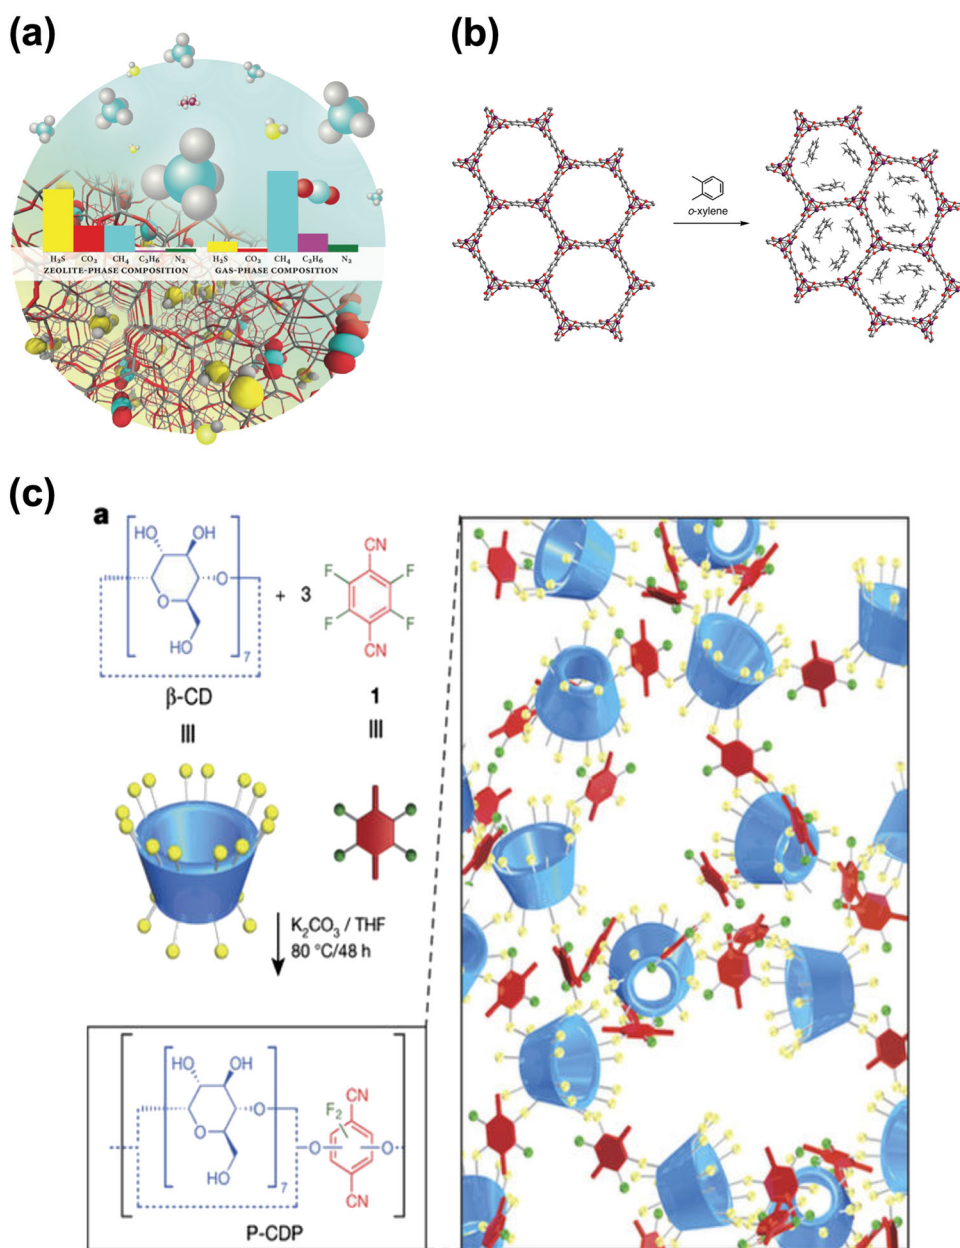 (a)
H₂S CO₂ CH₄ C₂H₆ N₂ H₂S CO₂ CH₄ C₂H₆ N₂
ZEOLITE-PHASE COMPOSITION GAS-PHASE COMPOSITION
(b)
o-xylene
(c)
a
HO OH
O
O
HO
7
β-CD
+ 3
CN
F F
F F
CN
1
K₂CO₃ / THF
80 °C/48 h
HO OH
O
O
HO
7
O
F₂
CN
O
CN
P-CDP